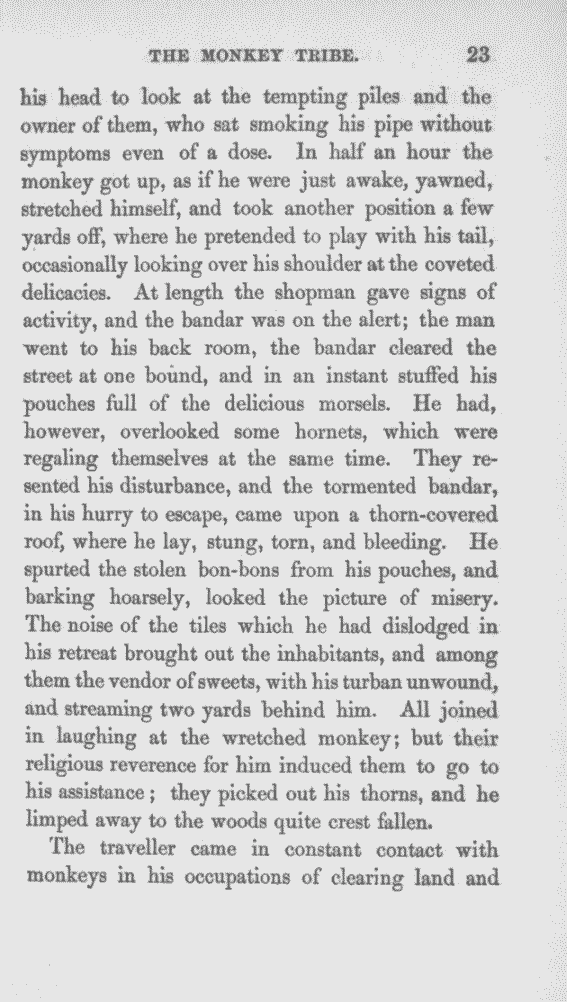 THE MONKEY TRIBE. 23
his head to look at the tempting piles and the
owner of them, who sat smoking his pipe without
symptoms even of a dose. In half an hour the
monkey got up, as if he were just awake, yawned,
stretched himself, and took another position a few
yards off, where he pretended to play with his tail,
occasionally looking over his shoulder at the coveted
delicacies. At length the shopman gave signs of
activity, and the bandar was on the alert; the man
went to his back room, the bandar cleared the
street at one bound, and in an instant stuffed his
pouches full of the delicious morsels. He had,
however, overlooked some hornets, which were
regaling themselves at the same time. They re-
sented his disturbance, and the tormented bandar,
in his hurry to escape, came upon a thorn-covered
roof, where he lay, stung, torn, and bleeding. He
spurted the stolen bon-bons from his pouches, and
barking hoarsely, looked the picture of misery.
The noise of the tiles which he had dislodged in
his retreat brought out the inhabitants, and among
them the vendor of sweets, with his turban unwound,
and streaming two yards behind him. All joined
in laughing at the wretched monkey; but their
religious reverence for him induced them to go to
his assistance; they picked out his thorns, and he
limped away to the woods quite crest fallen.
The traveller came in constant contact with
monkeys in his occupations of clearing land and